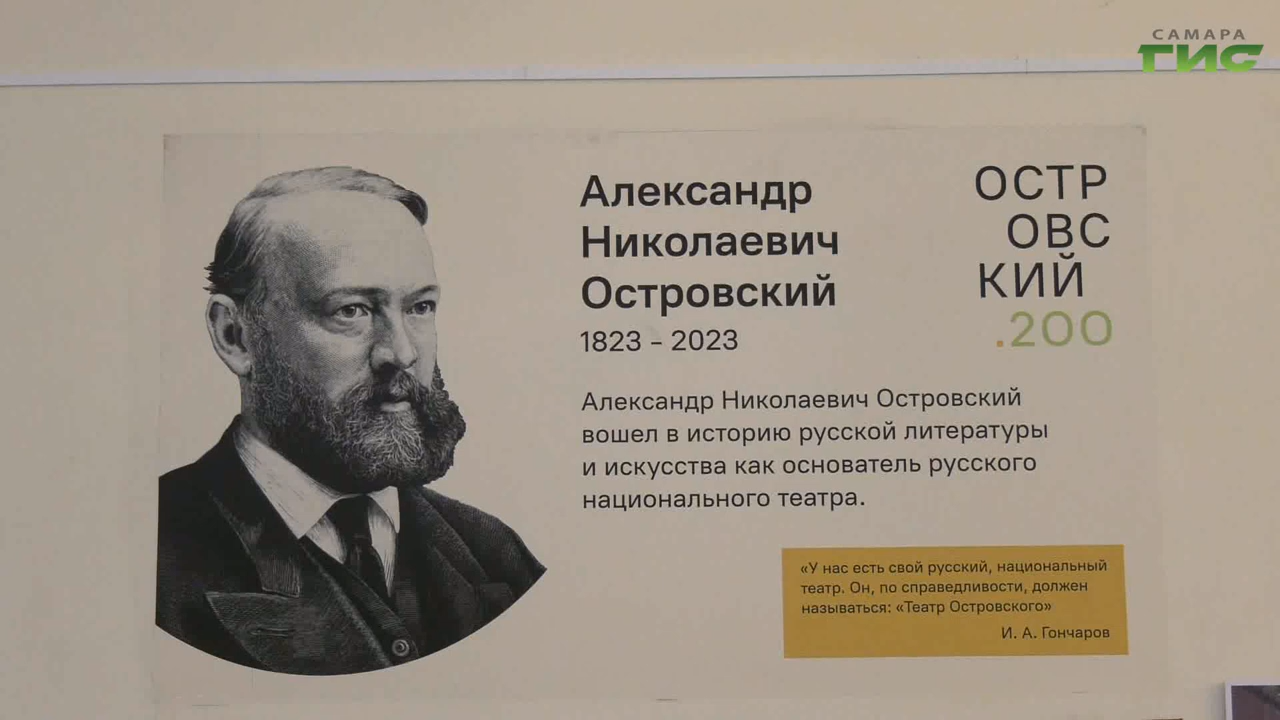 САМАРА
ГИС
Александр
Николаевич
Островский
1823 – 2023
ОСТР
ОВС
КИЙ
.200
Александр Николаевич Островский
вошел в историю русской литературы
и искусства как основатель русского
национального театра.
«У нас есть свой русский, национальный
театр. Он, по справедливости, должен
называться: «Театр Островского»
И. А. Гончаров